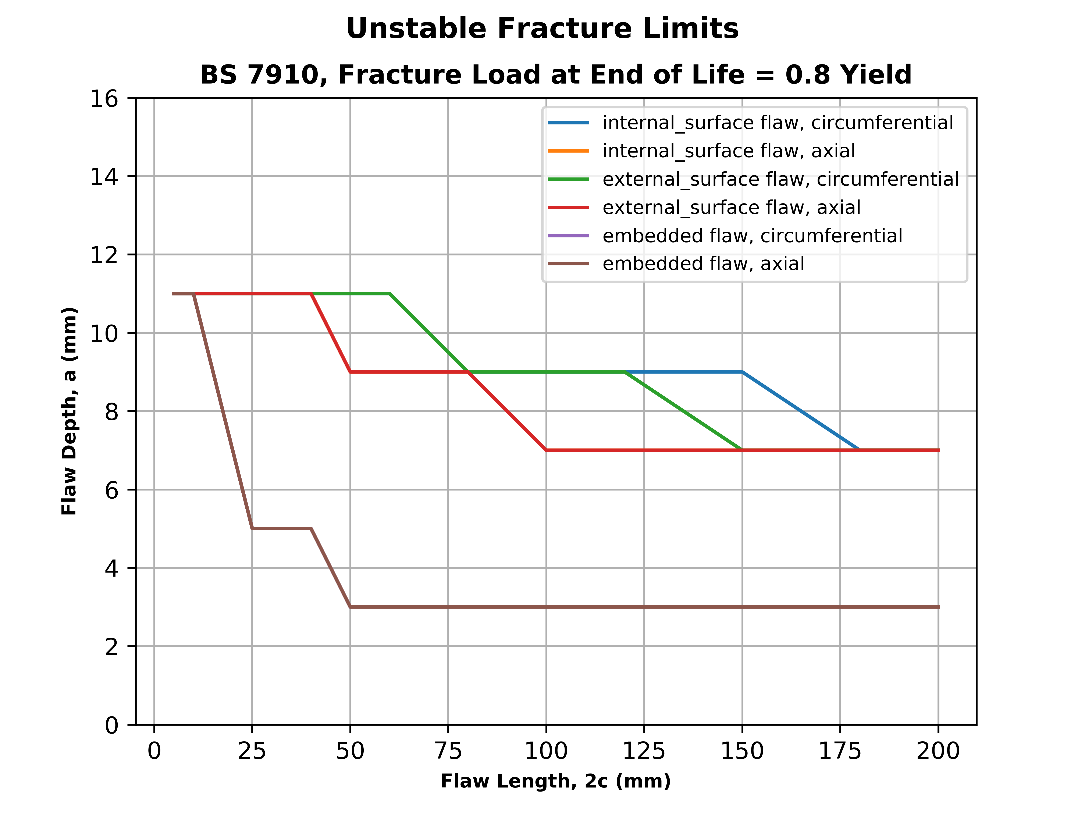 Unstable Fracture Limits
BS 7910, Fracture Load at End of Life = 0.8 Yield
internal_surface flaw, circumferential
internal_surface flaw, axial
external_surface flaw, circumferential
external_surface flaw, axial
embedded flaw, circumferential
embedded flaw, axial
Flaw Depth, a (mm)
16
14
12
10
8
6
4
2
0
0 25 50 75 100 125 150 175 200
Flaw Length, 2c (mm)